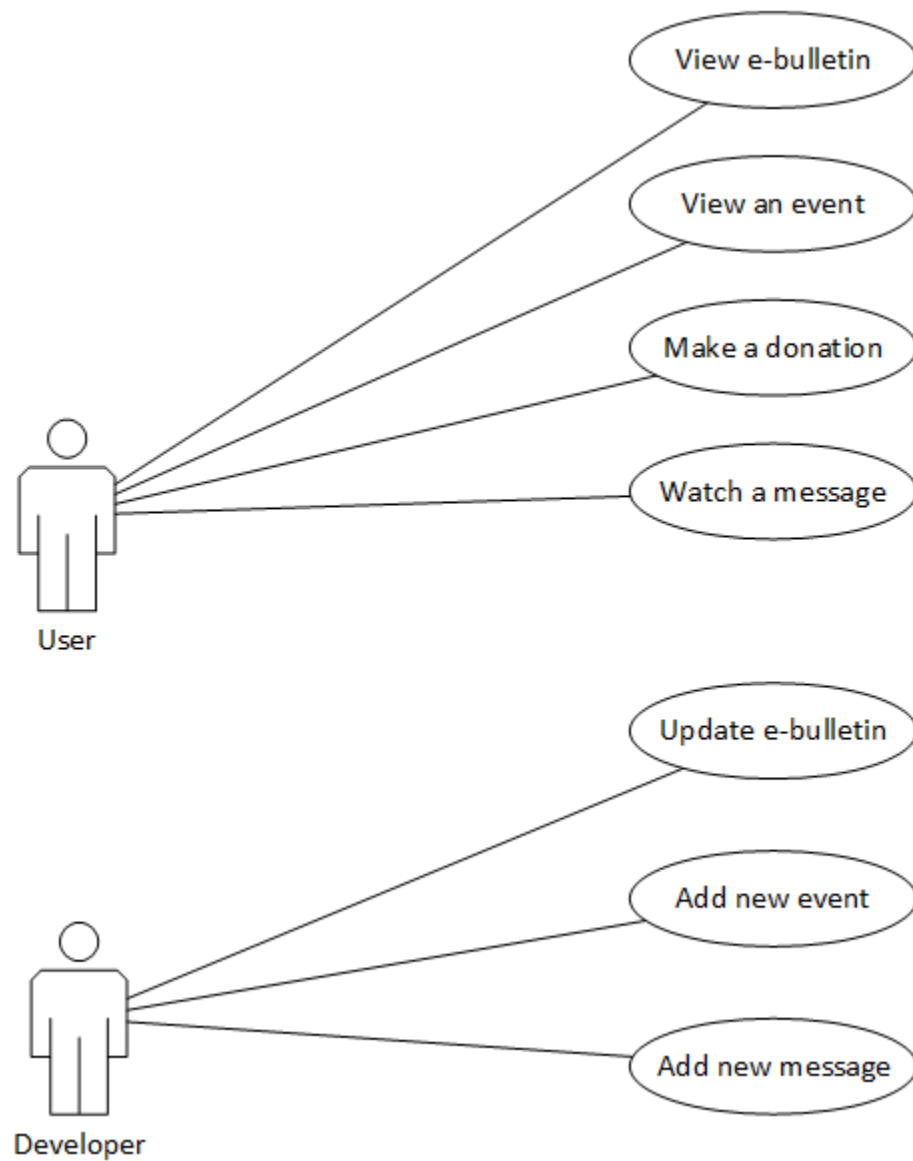 View e-bulletin
View an event
Make a donation
Watch a message
User
Update e-bulletin
Add new event
Add new message
Developer